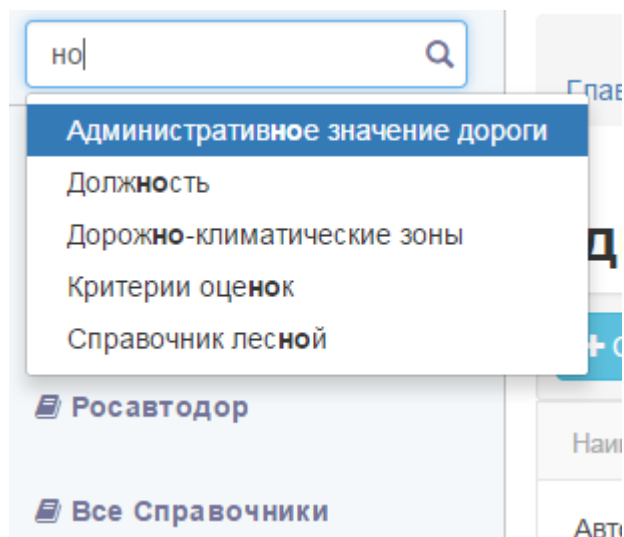 но
Административное значение дороги
Должность
Дорожно-климатические зоны
Критерии оценок
Справочник лесной
Росавтодор
Все Справочники